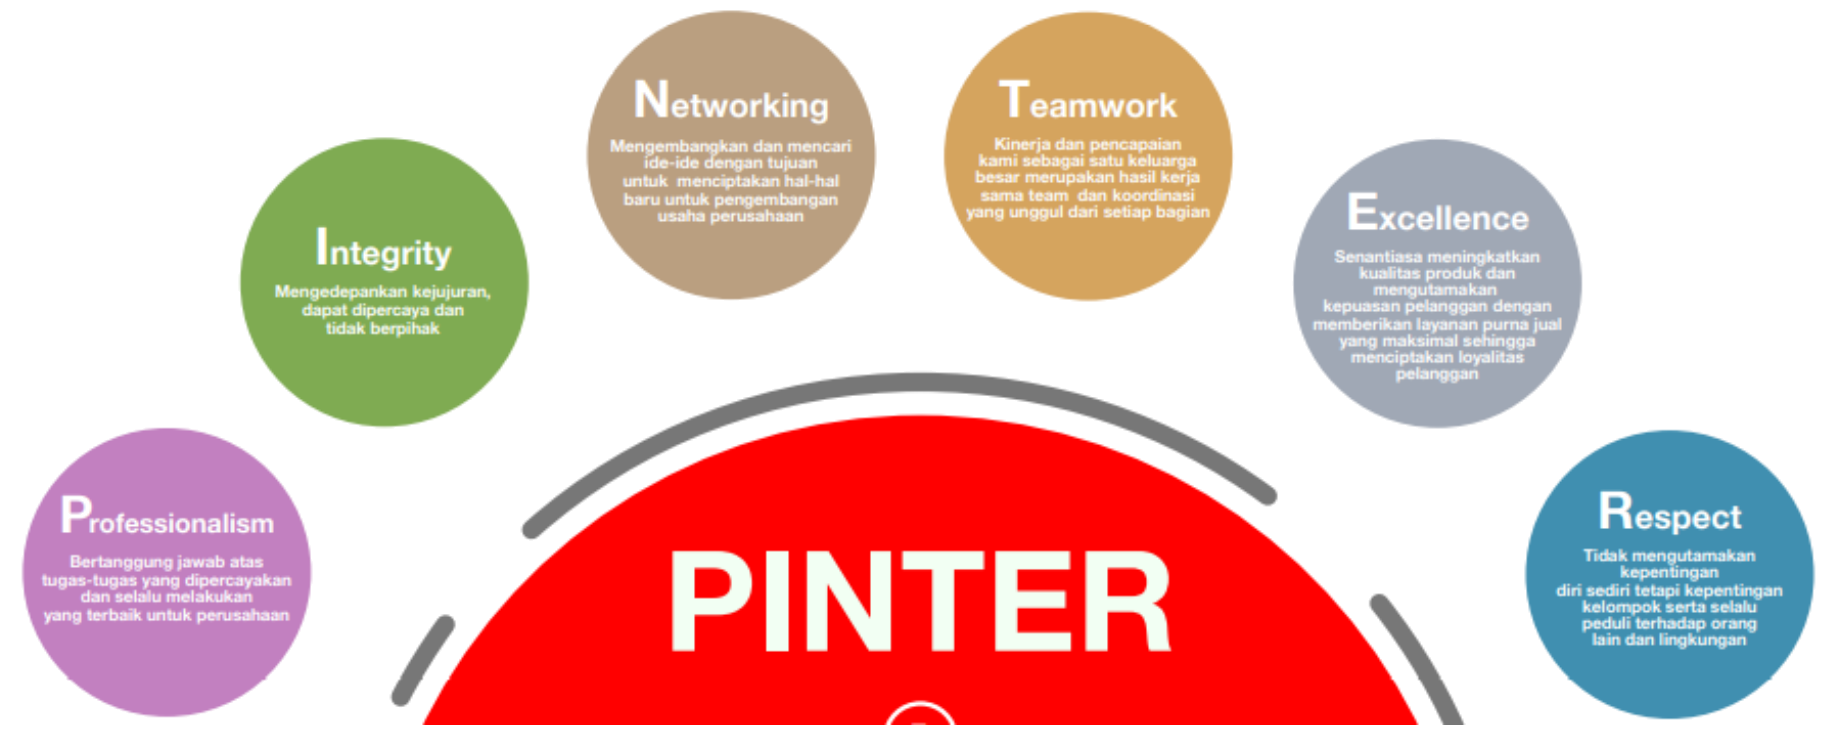 Professionalism
Bertanggung jawab atas
tugas-tugas yang dipercayakan
dan selalu melakukan
yang terbaik untuk perusahaan
Integrity
Mengedepankan kejujuran,
dapat dipercaya dan
tidak berpihak
Networking
Mengembangkan dan mencari
ide-ide dengan tujuan
untuk menciptakan hal-hal
baru untuk pengembangan
usaha perusahaan
Teamwork
Kinerja dan pencapaian
kami sebagai satu keluarga
besar merupakan hasil kerja
sama team dan koordinasi
yang unggul dari setiap bagian
Excellence
Senantiasa meningkatkan
kualitas produk dan
mengutamakan
kepuasan pelanggan dengan
memberikan layanan purna jual
yang maksimal sehingga
menciptakan loyalitas
pelanggan
Respect
Tidak mengutamakan
kepentingan
diri sediri tetapi kepentingan
kelompok serta selalu
peduli terhadap orang
lain dan lingkungan
PINTER